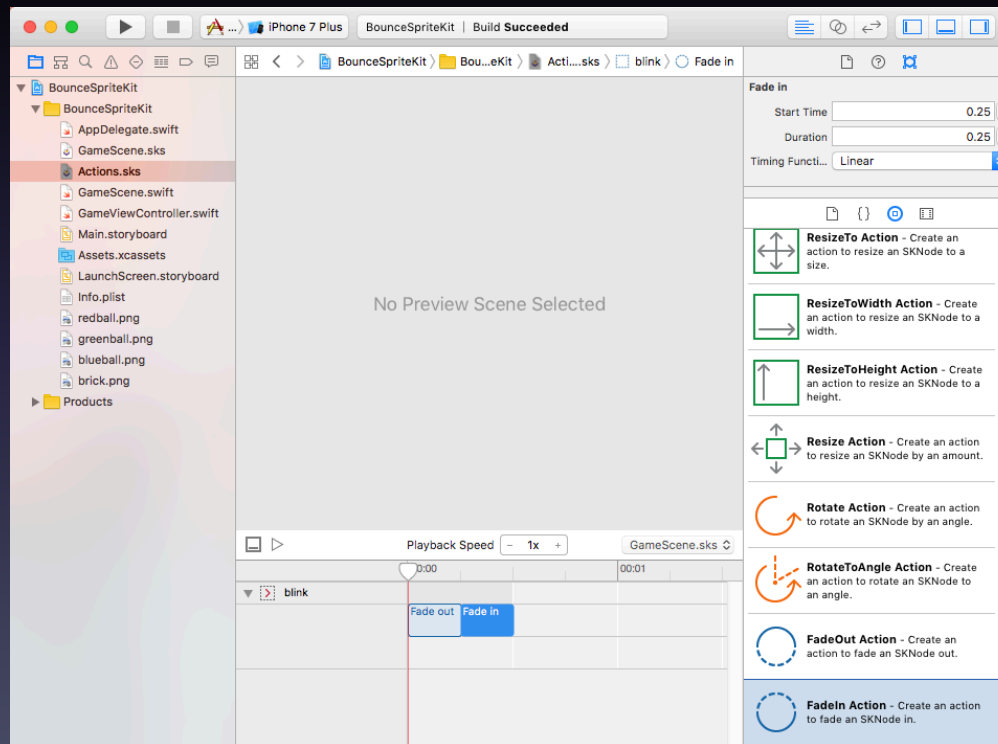 ...〉 iPhone 7 Plus
BounceSpriteKit | Build Succeeded
BounceSpriteKit 〉 Bou...eKit 〉 Acti....sks 〉 blink 〉 Fade in
BounceSpriteKit
BounceSpriteKit
AppDelegate.swift
GameScene.sks
Actions.sks
GameScene.swift
GameViewController.swift
Main.storyboard
Assets.xcassets
LaunchScreen.storyboard
Info.plist
redball.png
greenball.png
blueball.png
brick.png
Products
No Preview Scene Selected
Playback Speed − 1x + GameScene.sks
0:00 00:01
blink
Fade out Fade in
Fade in
Start Time 0.25
Duration 0.25
Timing Functi... Linear
{}
ResizeTo Action - Create an
action to resize an SKNode to a
size.
ResizeToWidth Action - Create
an action to resize an SKNode to a
width.
ResizeToHeight Action - Create
an action to resize an SKNode to a
height.
Resize Action - Create an action
to resize an SKNode by an amount.
Rotate Action - Create an action
to rotate an SKNode by an angle.
RotateToAngle Action - Create
an action to rotate an SKNode to
an angle.
FadeOut Action - Create an
action to fade an SKNode out.
FadeIn Action - Create an action
to fade an SKNode in.